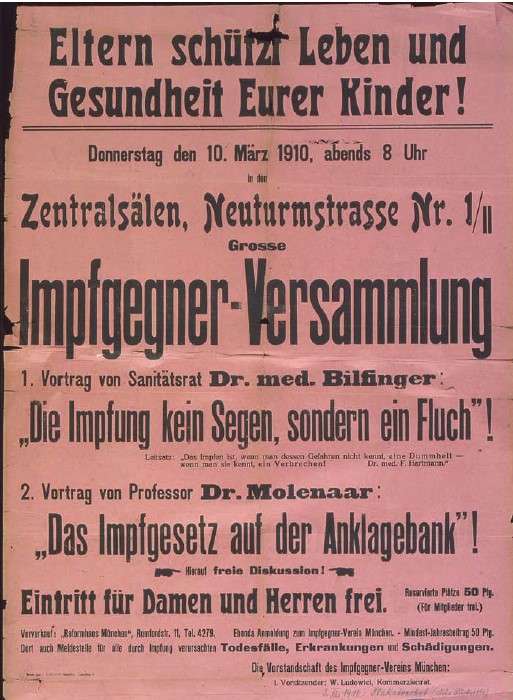 Eltern schützt Leben und
Gesundheit Eurer Kinder!
Donnerstag den 10. März 1910, abends 8 Uhr
in den
Zentralsälen, Neuturmstrasse Nr. 1/II
Grosse
Impfgegner-Versammlung
1. Vortrag von Sanitätsrat Dr. med. Bilfinger:
„Die Impfung kein Segen, sondern ein Fluch"!
Leitsatz: „Das Impfen ist, wenn man dessen Gefahren nicht kennt, eine Dummheit —
wenn man sie kennt, ein Verbrechen! Dr. med. F. Hartmann."
2. Vortrag von Professor Dr. Molenaar:
„Das Impfgesetz auf der Anklagebank"!
Hierauf freie Diskussion!
Eintritt für Damen und Herren frei. Reservierte Plätze 50 Pfg.
(Für Mitglieder frei.)
Vorverkauf: „Reformhaus München", Rumfordstr. 11, Tel. 4279. Ebenda Anmeldung zum Impfgegner-Verein München. - Mindest-Jahresbeitrag 50 Pfg.
Dort auch Meldestelle für alle durch Impfung verursachten Todesfälle, Erkrankungen und Schädigungen.
Die Vorstandschaft des Impfgegner-Vereins München:
I. Vorsitzender: W. Ludowici, Kommerzienrat.